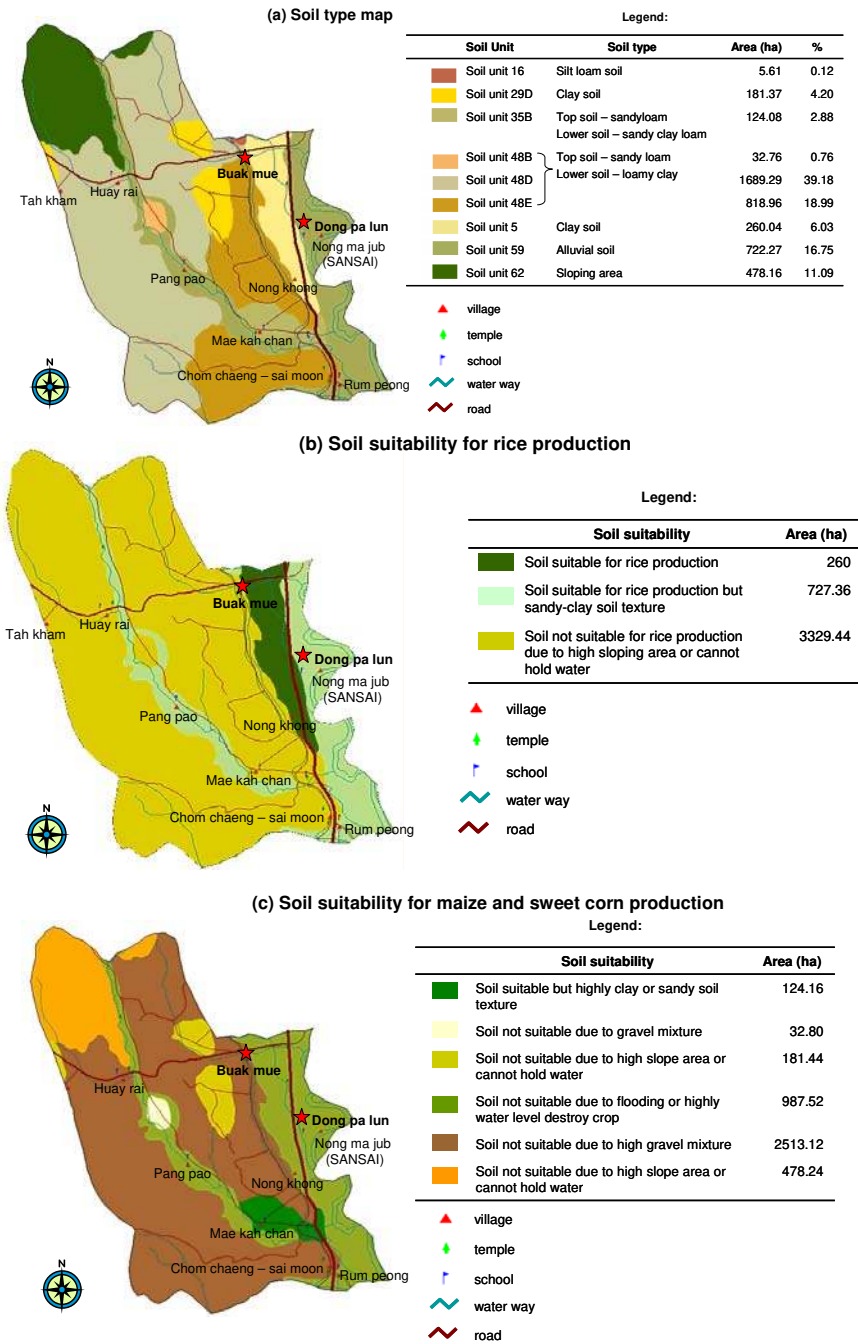 (a) Soil type map
Legend:
Soil Unit Soil type Area (ha) %
Soil unit 16 Silt loam soil 5.61 0.12
Soil unit 29D Clay soil 181.37 4.20
Soil unit 35B Top soil – sandyloam 124.08 2.88
Lower soil – sandy clay loam
Soil unit 48B Top soil – sandy loam 32.76 0.76
Lower soil – loamy clay
Soil unit 48D 1689.29 39.18
Soil unit 48E 818.96 18.99
Soil unit 5 Clay soil 260.04 6.03
Soil unit 59 Alluvial soil 722.27 16.75
Soil unit 62 Sloping area 478.16 11.09
village
temple
school
water way
road
Buak mue
Huay rai
Tah kham
Dong pa lun
Nong ma jub
(SANSAI)
Pang pao
Nong khong
Mae kah chan
Chom chaeng – sai moon
Rum peong
N
(b) Soil suitability for rice production
Legend:
Soil suitability Area (ha)
Soil suitable for rice production 260
Soil suitable for rice production but 727.36
sandy-clay soil texture
Soil not suitable for rice production 3329.44
due to high sloping area or cannot
hold water
village
temple
school
water way
road
Buak mue
Huay rai
Tah kham
Dong pa lun
Nong ma jub
(SANSAI)
Pang pao
Nong khong
Mae kah chan
Chom chaeng – sai moon
Rum peong
N
(c) Soil suitability for maize and sweet corn production
Legend:
Soil suitability Area (ha)
Soil suitable but highly clay or sandy soil 124.16
texture
Soil not suitable due to gravel mixture 32.80
Soil not suitable due to high slope area or 181.44
cannot hold water
Soil not suitable due to flooding or highly 987.52
water level destroy crop
Soil not suitable due to high gravel mixture 2513.12
Soil not suitable due to high slope area or 478.24
cannot hold water
village
temple
school
water way
road
Buak mue
Huay rai
Dong pa lun
Nong ma jub
(SANSAI)
Pang pao
Nong khong
Mae kah chan
Chom chaeng – sai moon
Rum peong
N